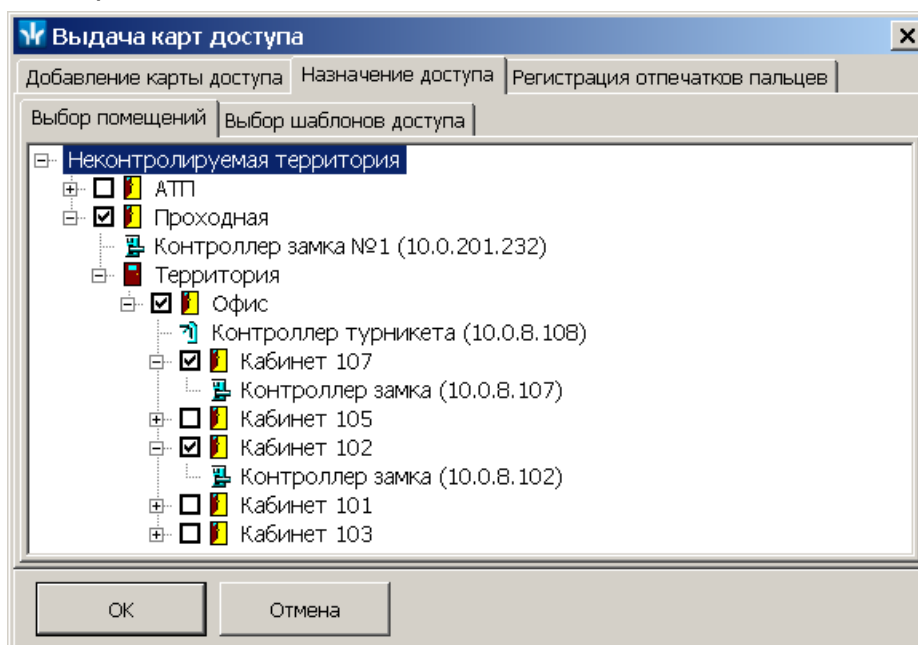 Выдача карт доступа
Добавление карты доступа Назначение доступа Регистрация отпечатков пальцев
Выбор помещений Выбор шаблонов доступа
Неконтролируемая территория
АТП
Проходная
Контроллер замка №1 (10.0.201.232)
Территория
Офис
Контроллер турникета (10.0.8.108)
Кабинет 107
Контроллер замка (10.0.8.107)
Кабинет 105
Кабинет 102
Контроллер замка (10.0.8.102)
Кабинет 101
Кабинет 103
ОК Отмена